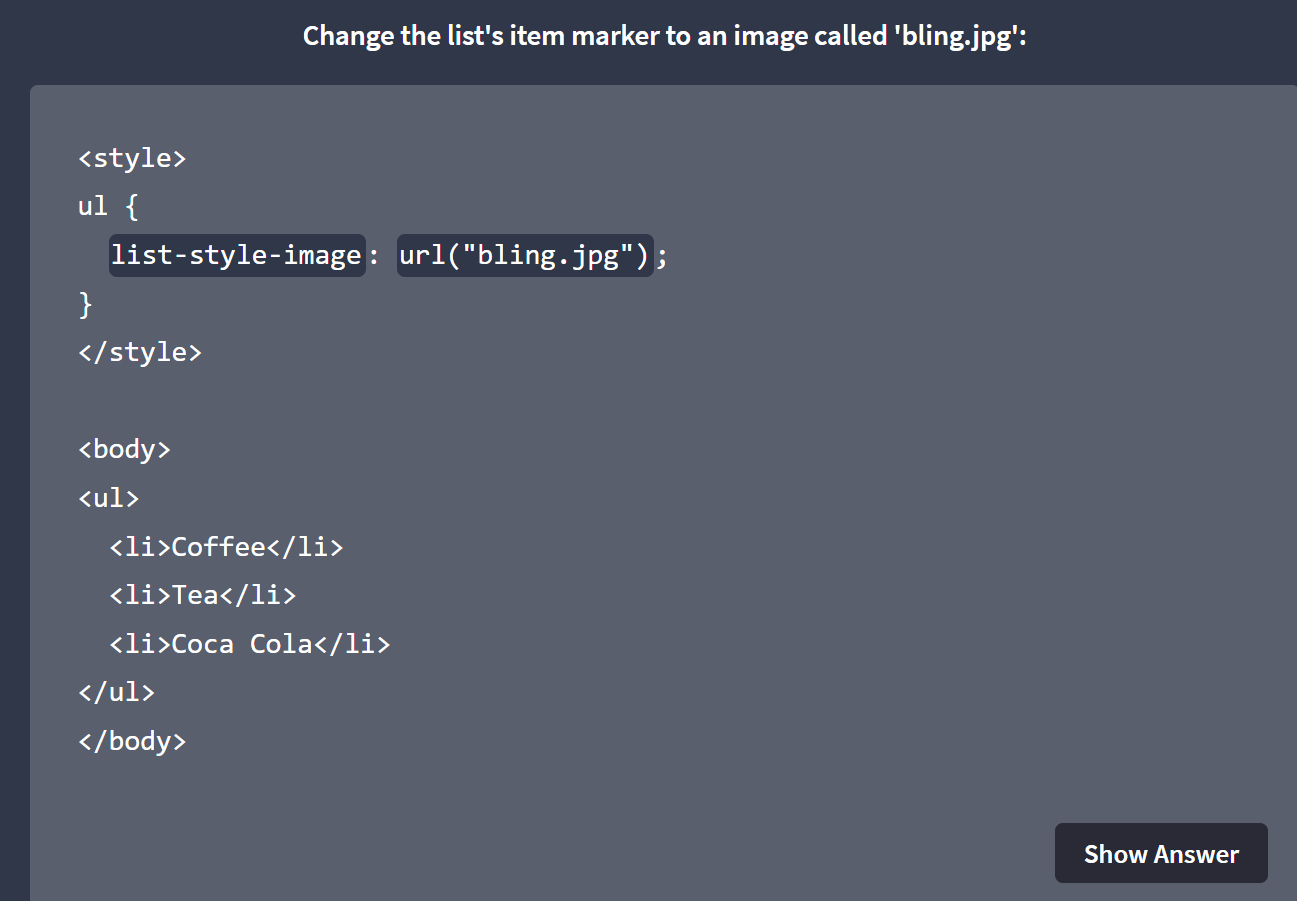 Change the list's item marker to an image called 'bling.jpg':
<style>
ul {
  list-style-image: url("bling.jpg");
}
</style>
<body>
<ul>
  <li>Coffee</li>
  <li>Tea</li>
  <li>Coca Cola</li>
</ul>
</body>
Show Answer